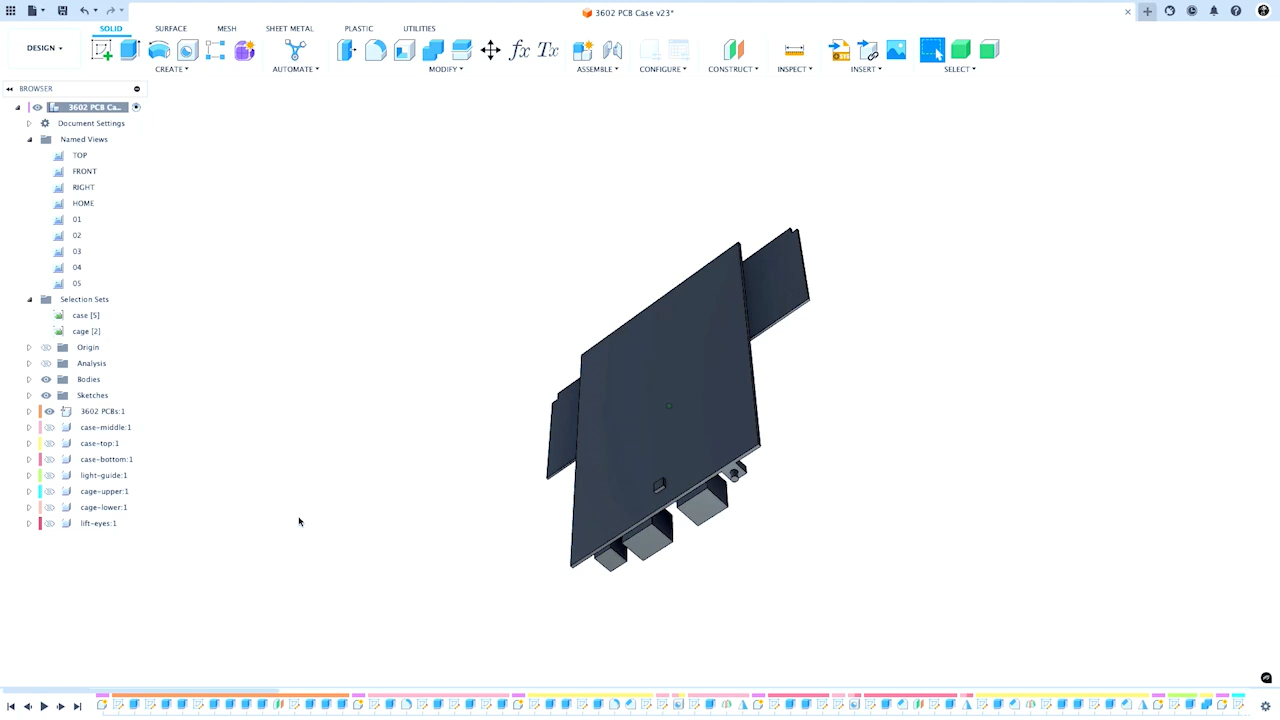 3602 PCB Case v23*
DESIGN
SOLID SURFACE MESH SHEET METAL PLASTIC UTILITIES
fx Tx
CREATE AUTOMATE MODIFY ASSEMBLE CONFIGURE CONSTRUCT INSPECT INSERT SELECT
BROWSER
3602 PCB Ca...
Document Settings
Named Views
TOP
FRONT
RIGHT
HOME
01
02
03
04
05
Selection Sets
case [5]
cage [2]
Origin
Analysis
Bodies
Sketches
3602 PCBs:1
case-middle:1
case-top:1
case-bottom:1
light-guide:1
cage-upper:1
cage-lower:1
lift-eyes:1